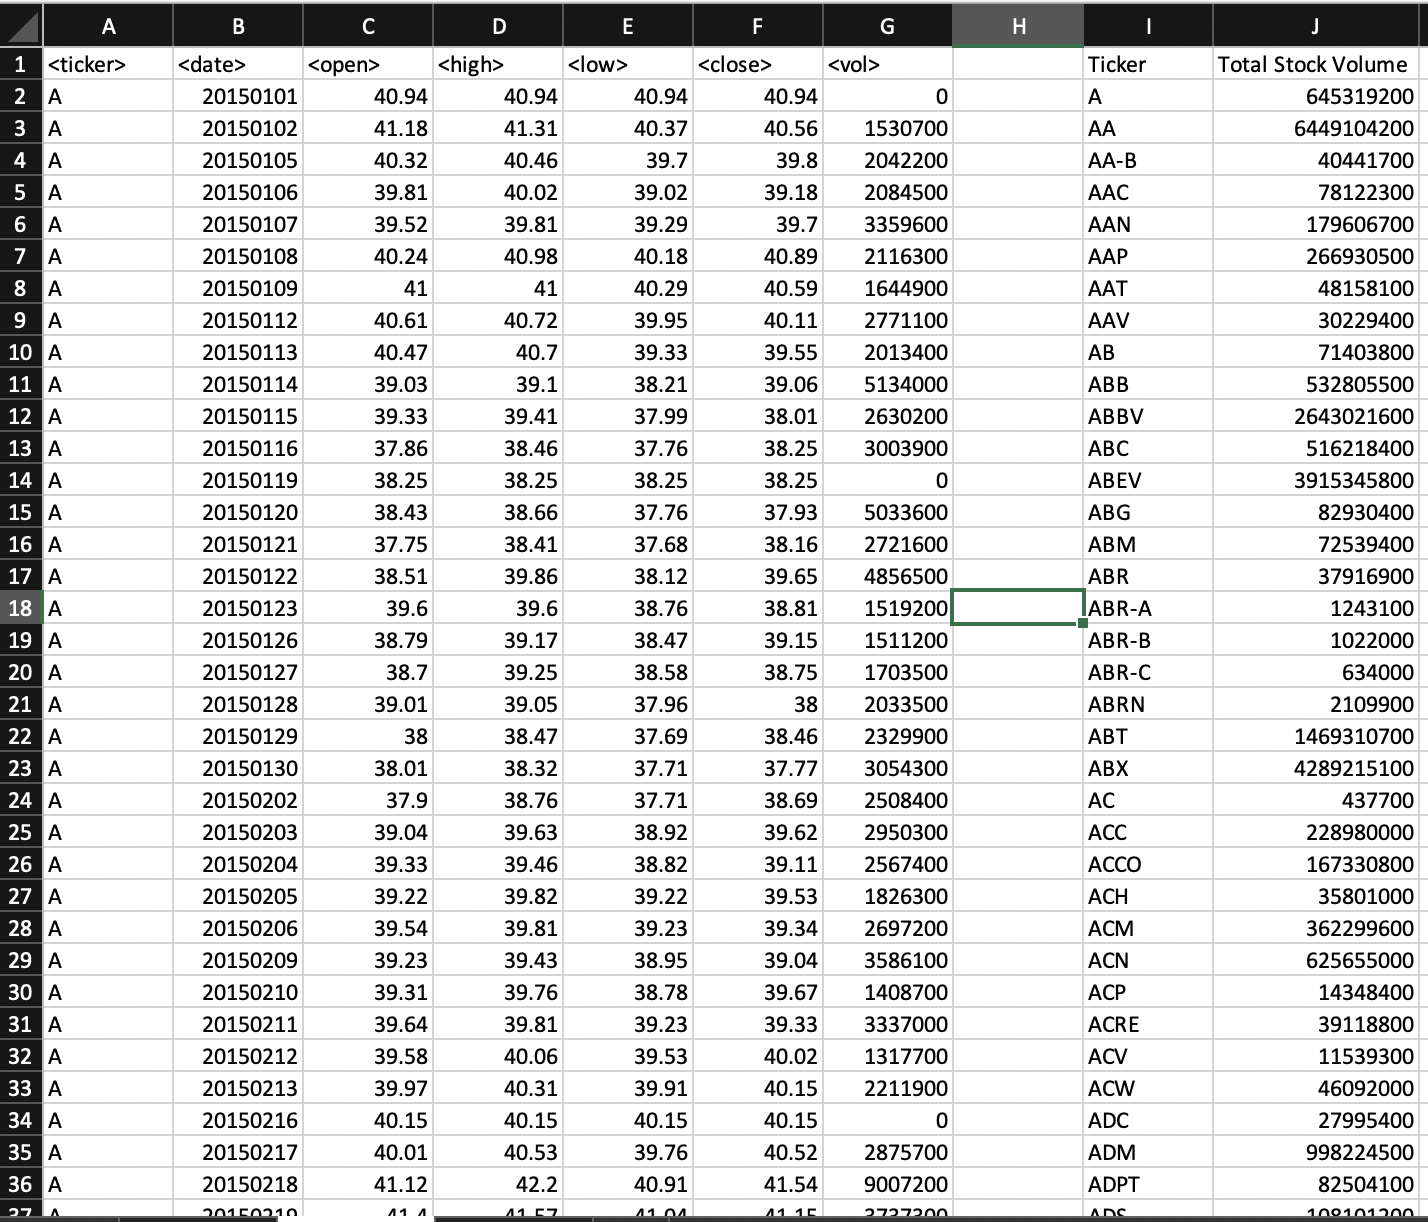 A B C D E F G H I J
1 <ticker> <date> <open> <high> <low> <close> <vol> Ticker Total Stock Volume
2 A 20150101 40.94 40.94 40.94 40.94 0 A 645319200
3 A 20150102 41.18 41.31 40.37 40.56 1530700 AA 6449104200
4 A 20150105 40.32 40.46 39.7 39.8 2042200 AA-B 40441700
5 A 20150106 39.81 40.02 39.02 39.18 2084500 AAC 78122300
6 A 20150107 39.52 39.81 39.29 39.7 3359600 AAN 179606700
7 A 20150108 40.24 40.98 40.18 40.89 2116300 AAP 266930500
8 A 20150109 41 41 40.29 40.59 1644900 AAT 48158100
9 A 20150112 40.61 40.72 39.95 40.11 2771100 AAV 30229400
10 A 20150113 40.47 40.7 39.33 39.55 2013400 AB 71403800
11 A 20150114 39.03 39.1 38.21 39.06 5134000 ABB 532805500
12 A 20150115 39.33 39.41 37.99 38.01 2630200 ABBV 2643021600
13 A 20150116 37.86 38.46 37.76 38.25 3003900 ABC 516218400
14 A 20150119 38.25 38.25 38.25 38.25 0 ABEV 3915345800
15 A 20150120 38.43 38.66 37.76 37.93 5033600 ABG 82930400
16 A 20150121 37.75 38.41 37.68 38.16 2721600 ABM 72539400
17 A 20150122 38.51 39.86 38.12 39.65 4856500 ABR 37916900
18 A 20150123 39.6 39.6 38.76 38.81 1519200 ABR-A 1243100
19 A 20150126 38.79 39.17 38.47 39.15 1511200 ABR-B 1022000
20 A 20150127 38.7 39.25 38.58 38.75 1703500 ABR-C 634000
21 A 20150128 39.01 39.05 37.96 38 2033500 ABRN 2109900
22 A 20150129 38 38.47 37.69 38.46 2329900 ABT 1469310700
23 A 20150130 38.01 38.32 37.71 37.77 3054300 ABX 4289215100
24 A 20150202 37.9 38.76 37.71 38.69 2508400 AC 437700
25 A 20150203 39.04 39.63 38.92 39.62 2950300 ACC 228980000
26 A 20150204 39.33 39.46 38.82 39.11 2567400 ACCO 167330800
27 A 20150205 39.22 39.82 39.22 39.53 1826300 ACH 35801000
28 A 20150206 39.54 39.81 39.23 39.34 2697200 ACM 362299600
29 A 20150209 39.23 39.43 38.95 39.04 3586100 ACN 625655000
30 A 20150210 39.31 39.76 38.78 39.67 1408700 ACP 14348400
31 A 20150211 39.64 39.81 39.23 39.33 3337000 ACRE 39118800
32 A 20150212 39.58 40.06 39.53 40.02 1317700 ACV 11539300
33 A 20150213 39.97 40.31 39.91 40.15 2211900 ACW 46092000
34 A 20150216 40.15 40.15 40.15 40.15 0 ADC 27995400
35 A 20150217 40.01 40.53 39.76 40.52 2875700 ADM 998224500
36 A 20150218 41.12 42.2 40.91 41.54 9007200 ADPT 82504100